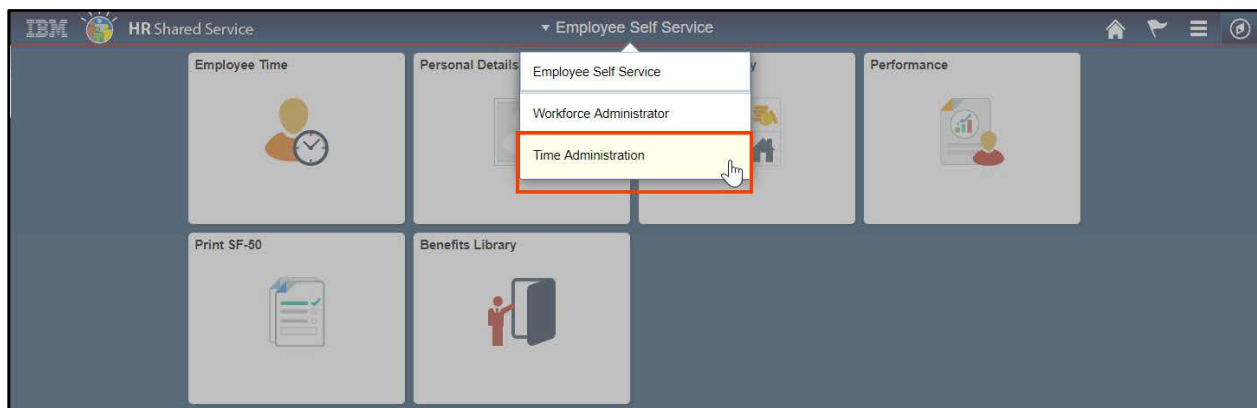 IBM HR Shared Service ▾ Employee Self Service
Employee Time Personal Details y Performance
Employee Self Service
Workforce Administrator
Time Administration
Print SF-50 Benefits Library